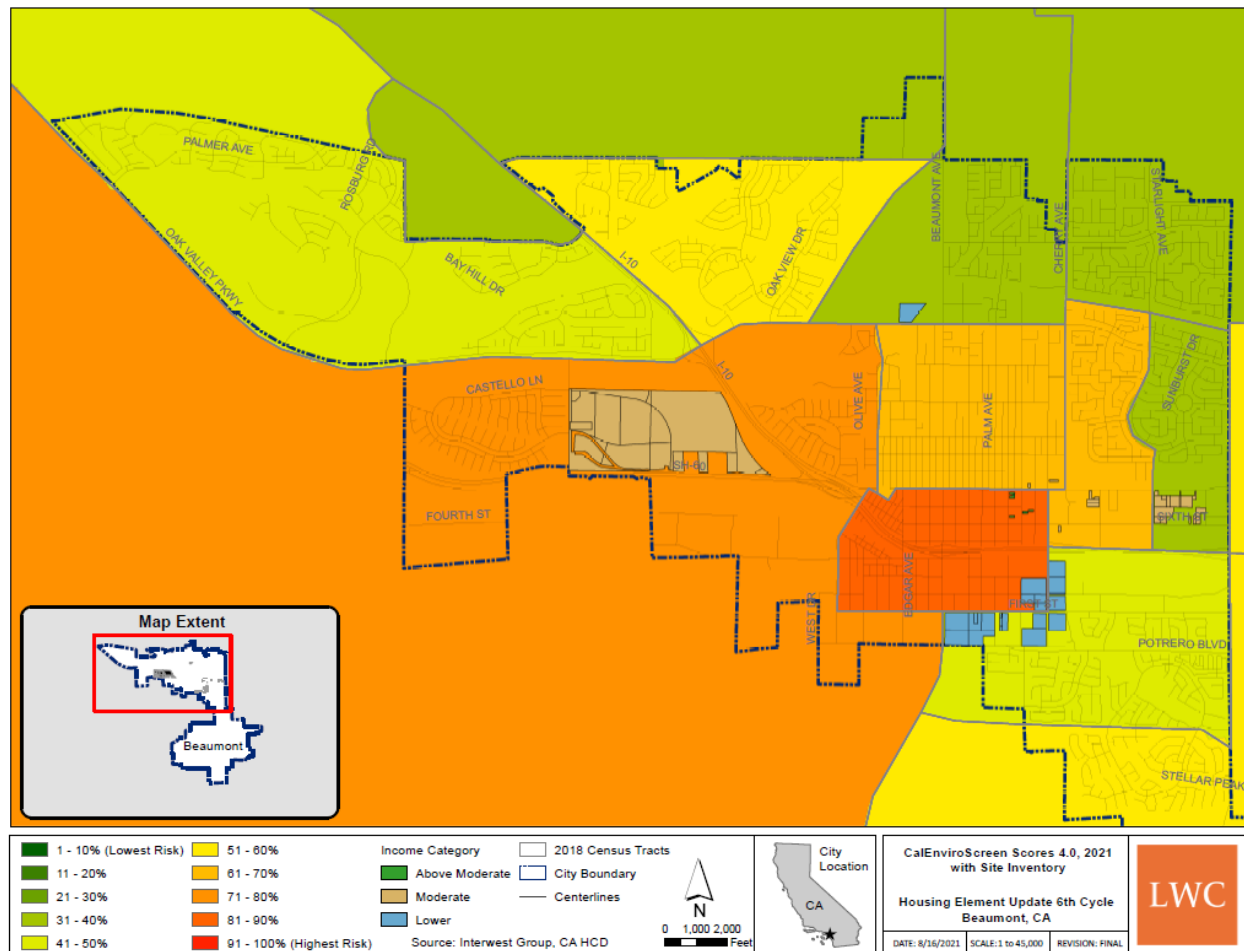 PALMER AVE
ROSBURG RD
OAK VALLEY PKWY
BAY HILL DR
I-10
OAK VIEW DR
BEAUMONT AVE
CHERRY AVE
STARLIGHT AVE
I-10
CASTELLO LN
OLIVE AVE
PALM AVE
SUNBURST DR
SH-60
FOURTH ST
SIXTH ST
EDGAR AVE
FIRST ST
WEST DR
POTRERO BLVD
STELLAR PEAK
Map Extent
Beaumont
1 - 10% (Lowest Risk)
11 - 20%
21 - 30%
31 - 40%
41 - 50%
51 - 60%
61 - 70%
71 - 80%
81 - 90%
91 - 100% (Highest Risk)
Income Category
Above Moderate
Moderate
Lower
2018 Census Tracts
City Boundary
Centerlines
Source: Interwest Group, CA HCD
N
0 1,000 2,000
Feet
City
Location
CA
CalEnviroScreen Scores 4.0, 2021
with Site Inventory
Housing Element Update 6th Cycle
Beaumont, CA
DATE: 8/16/2021
SCALE:1 to 45,000
REVISION: FINAL
LWC